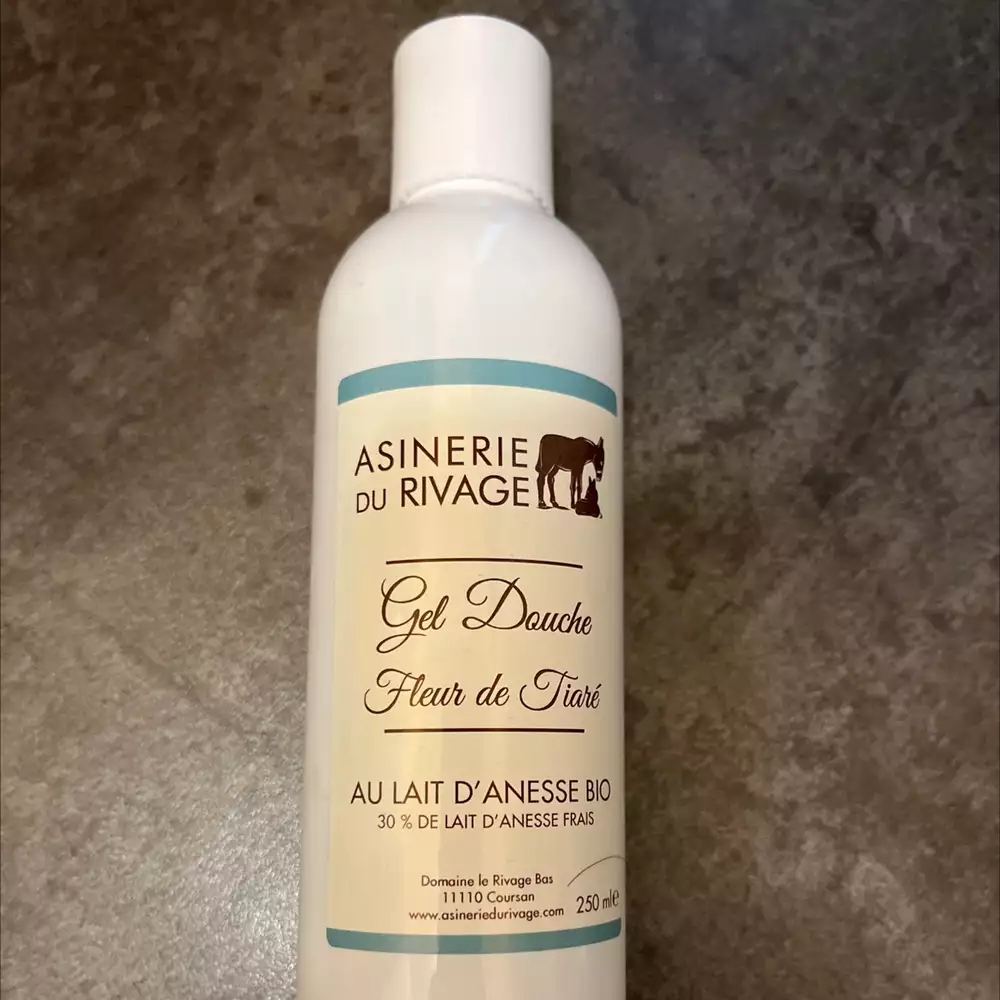 ASINERIE
DU RIVAGE
Gel Douche
Fleur de Tiaré
AU LAIT D'ANESSE BIO
30 % DE LAIT D'ANESSE FRAIS
Domaine le Rivage Bas
11110 Coursan
www.asineriedurivage.com
250 ml℮